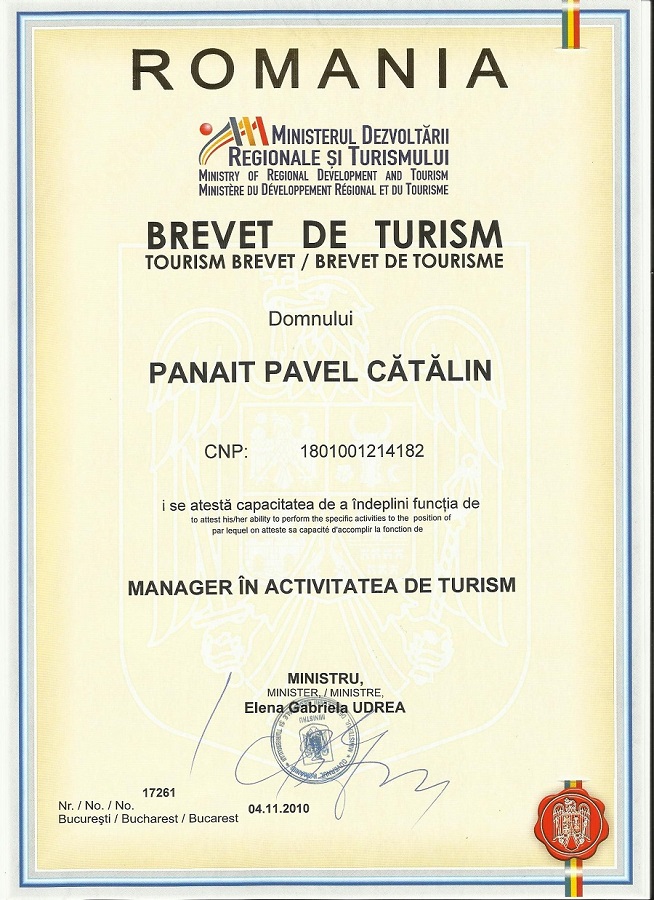 ROMANIA
MINISTERUL DEZVOLTĂRII
REGIONALE ȘI TURISMULUI
MINISTRY OF REGIONAL DEVELOPMENT AND TOURISM
MINISTÈRE DU DÉVELOPPEMENT RÉGIONAL ET DU TOURISME
BREVET DE TURISM
TOURISM BREVET / BREVET DE TOURISME
Domnului
PANAIT PAVEL CĂTĂLIN
CNP: 1801001214182
i se atestă capacitatea de a îndeplini funcția de
to attest his/her ability to perform the specific activities to the position of
par lequel on atteste sa capacité d'accomplir la fonction de
MANAGER ÎN ACTIVITATEA DE TURISM
MINISTRU,
MINISTER, / MINISTRE,
Elena Gabriela UDREA
MINISTRU
17261
Nr. / No. / No.
București / Bucharest / Bucarest
04.11.2010